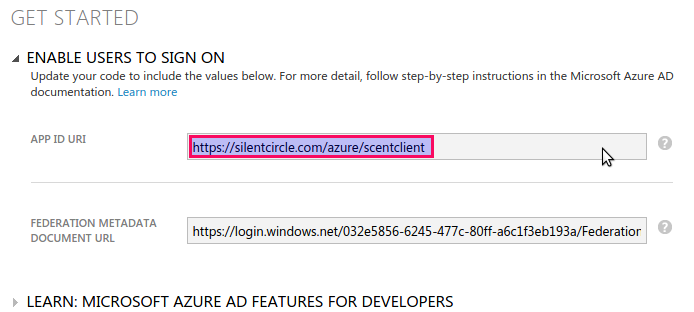 GET STARTED
ENABLE USERS TO SIGN ON
Update your code to include the values below. For more detail, follow step-by-step instructions in the Microsoft Azure AD
documentation. Learn more
APP ID URI
https://silentcircle.com/azure/scentclient
?
FEDERATION METADATA
DOCUMENT URL
https://login.windows.net/032e5856-6245-477c-80ff-a6c1f3eb193a/Federation
?
LEARN: MICROSOFT AZURE AD FEATURES FOR DEVELOPERS